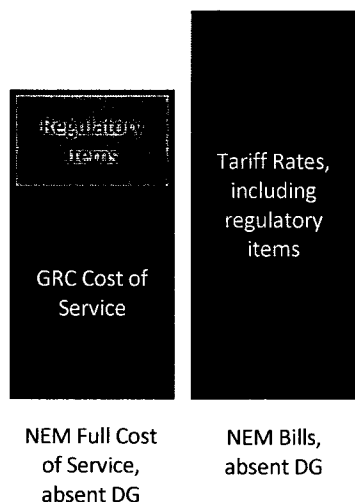 Regulatory
Items
GRC Cost of
Service
Tariff Rates,
including
regulatory
items
NEM Full Cost
of Service,
absent DG
NEM Bills,
absent DG